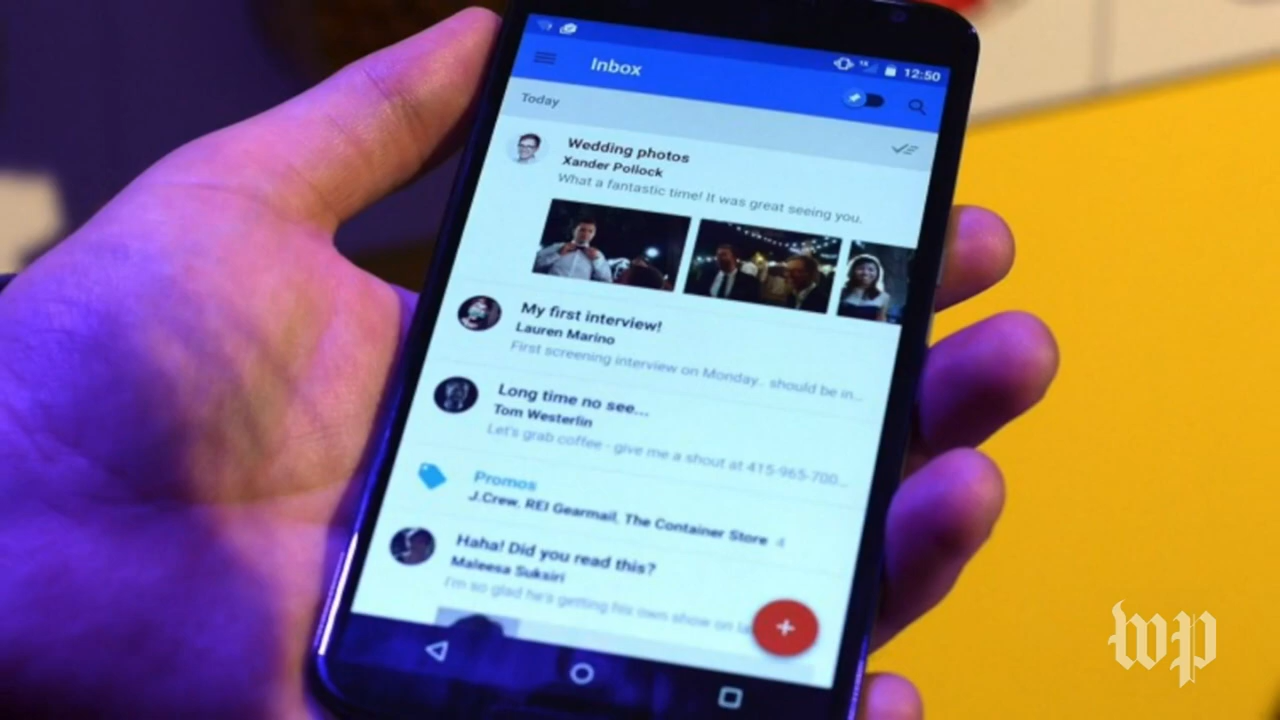 12:50
Inbox
Today
Wedding photos
Xander Pollock
What a fantastic time! It was great seeing you.
My first interview!
Lauren Marino
First screening interview on Monday.. should be in...
Long time no see...
Tom Westerlin
Let's grab coffee - give me a shout at 415-965-700...
Promos
J.Crew, REI Gearmail, The Container Store 4
Haha! Did you read this?
Maleesa Suksiri
I'm so glad he's getting his own show on la
wp